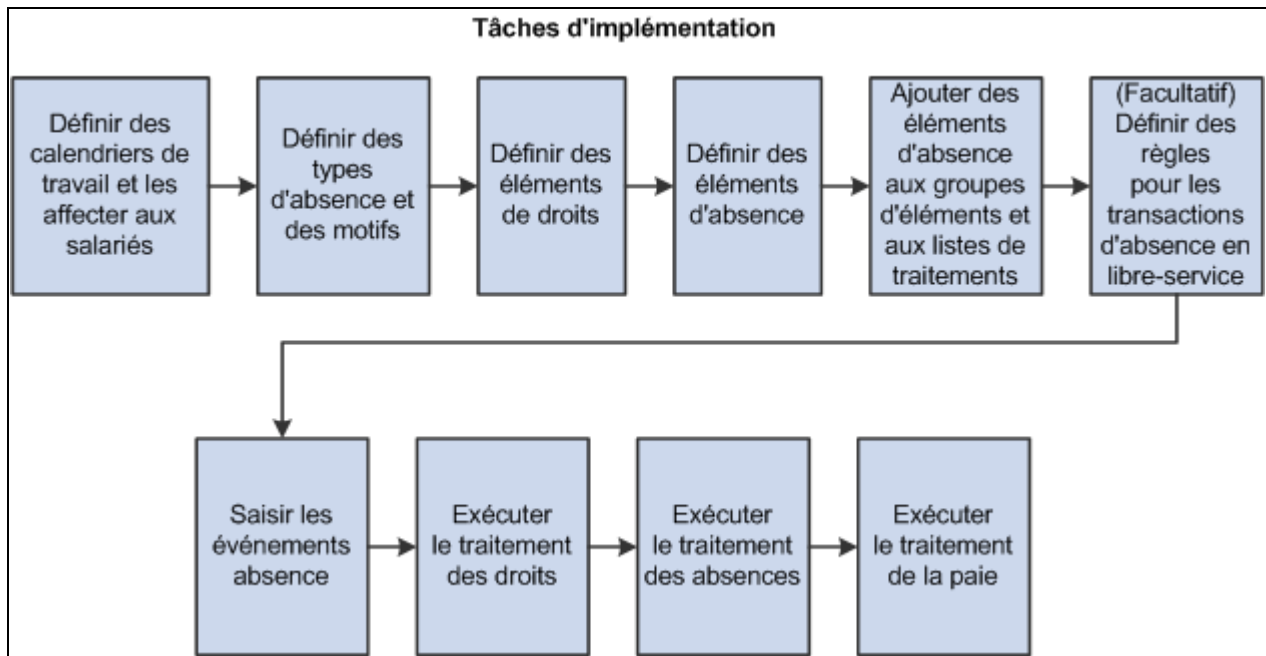 Tâches d'implémentation
Définir des
calendriers de
travail et les
affecter aux
salariés
Définir des
types
d'absence et
des motifs
Définir des
éléments
de droits
Définir des
éléments
d'absence
Ajouter des
éléments
d'absence
aux groupes
d'éléments et
aux listes de
traitements
(Facultatif)
Définir des
règles
pour les
transactions
d'absence en
libre-service
Saisir les
événements
absence
Exécuter
le traitement
des droits
Exécuter
le traitement
des absences
Exécuter
le traitement
de la paie